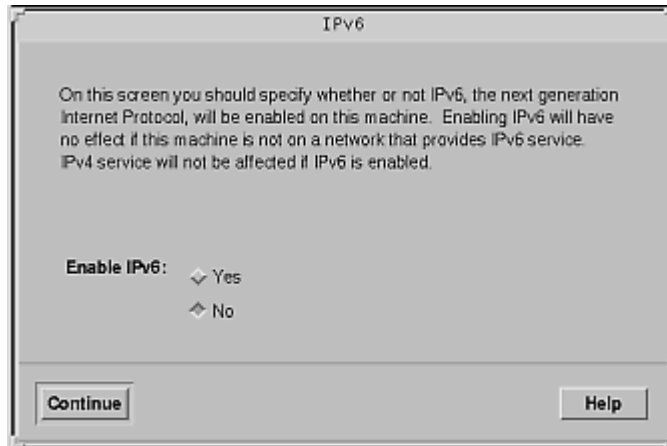 IPv6
On this screen you should specify whether or not IPv6, the next generation
Internet Protocol, will be enabled on this machine. Enabling IPv6 will have
no effect if this machine is not on a network that provides IPv6 service.
IPv4 service will not be affected if IPv6 is enabled.
Enable IPv6: Yes
No
Continue Help